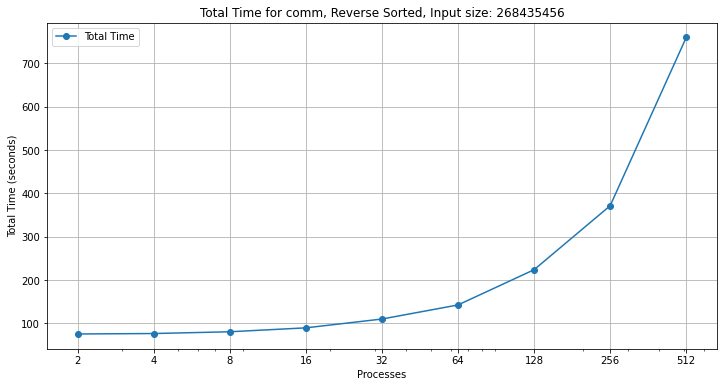 Total Time for comm, Reverse Sorted, Input size: 268435456
Total Time
700
600
500
400
300
200
100
Total Time (seconds)
2 4 8 16 32 64 128 256 512
Processes